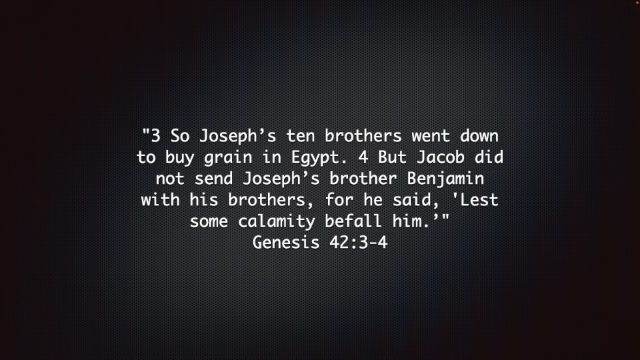 "3 So Joseph’s ten brothers went down
to buy grain in Egypt. 4 But Jacob did
not send Joseph’s brother Benjamin
with his brothers, for he said, 'Lest
some calamity befall him.’"
Genesis 42:3-4